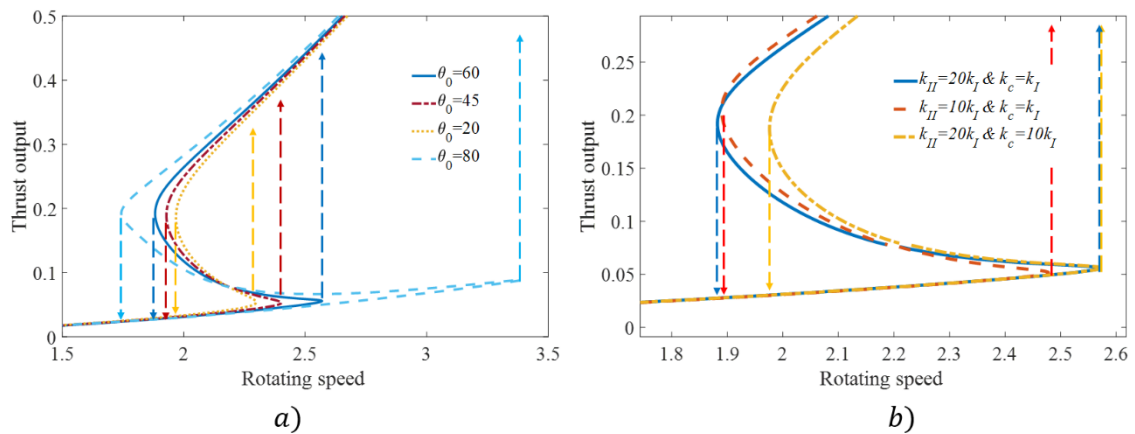 0.5
0.4
0.3
0.2
0.1
0
Thrust output
θ0=60
θ0=45
θ0=20
θ0=80
1.5 2 2.5 3 3.5
Rotating speed
a)
0.25
0.2
0.15
0.1
0.05
0
Thrust output
kII=20kI & kc=kI
kII=10kI & kc=kI
kII=20kI & kc=10kI
1.8 1.9 2 2.1 2.2 2.3 2.4 2.5 2.6
Rotating speed
b)